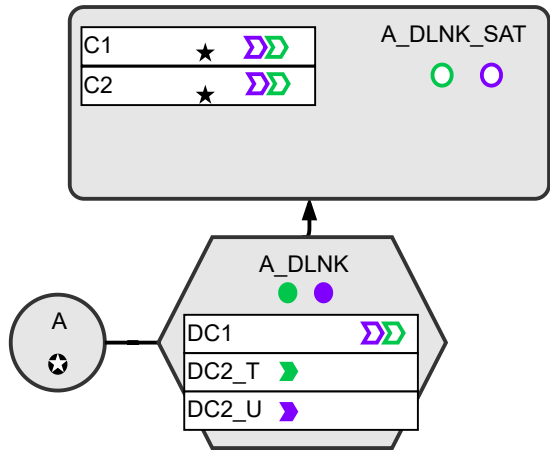 C1
A_DLNK_SAT
C2
A_DLNK
A
DC1
DC2_T
DC2_U